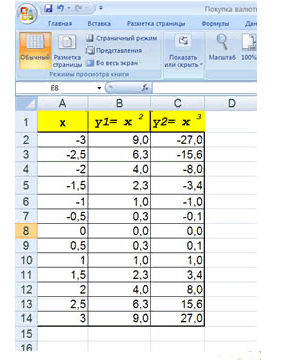 Покупка валют
Главная Вставка Разметка страницы Формулы Дан
Обычный
Разметка страницы
Страничный режим
Представления
Во весь экран
Режимы просмотра книги
Показать или скрыть
Масштаб
100%
E8 fx
A B C D
1 x y1= x 2 y2= x 3
2 -3 9,0 -27,0
3 -2,5 6,3 -15,6
4 -2 4,0 -8,0
5 -1,5 2,3 -3,4
6 -1 1,0 -1,0
7 -0,5 0,3 -0,1
8 0 0,0 0,0
9 0,5 0,3 0,1
10 1 1,0 1,0
11 1,5 2,3 3,4
12 2 4,0 8,0
13 2,5 6,3 15,6
14 3 9,0 27,0
15
16